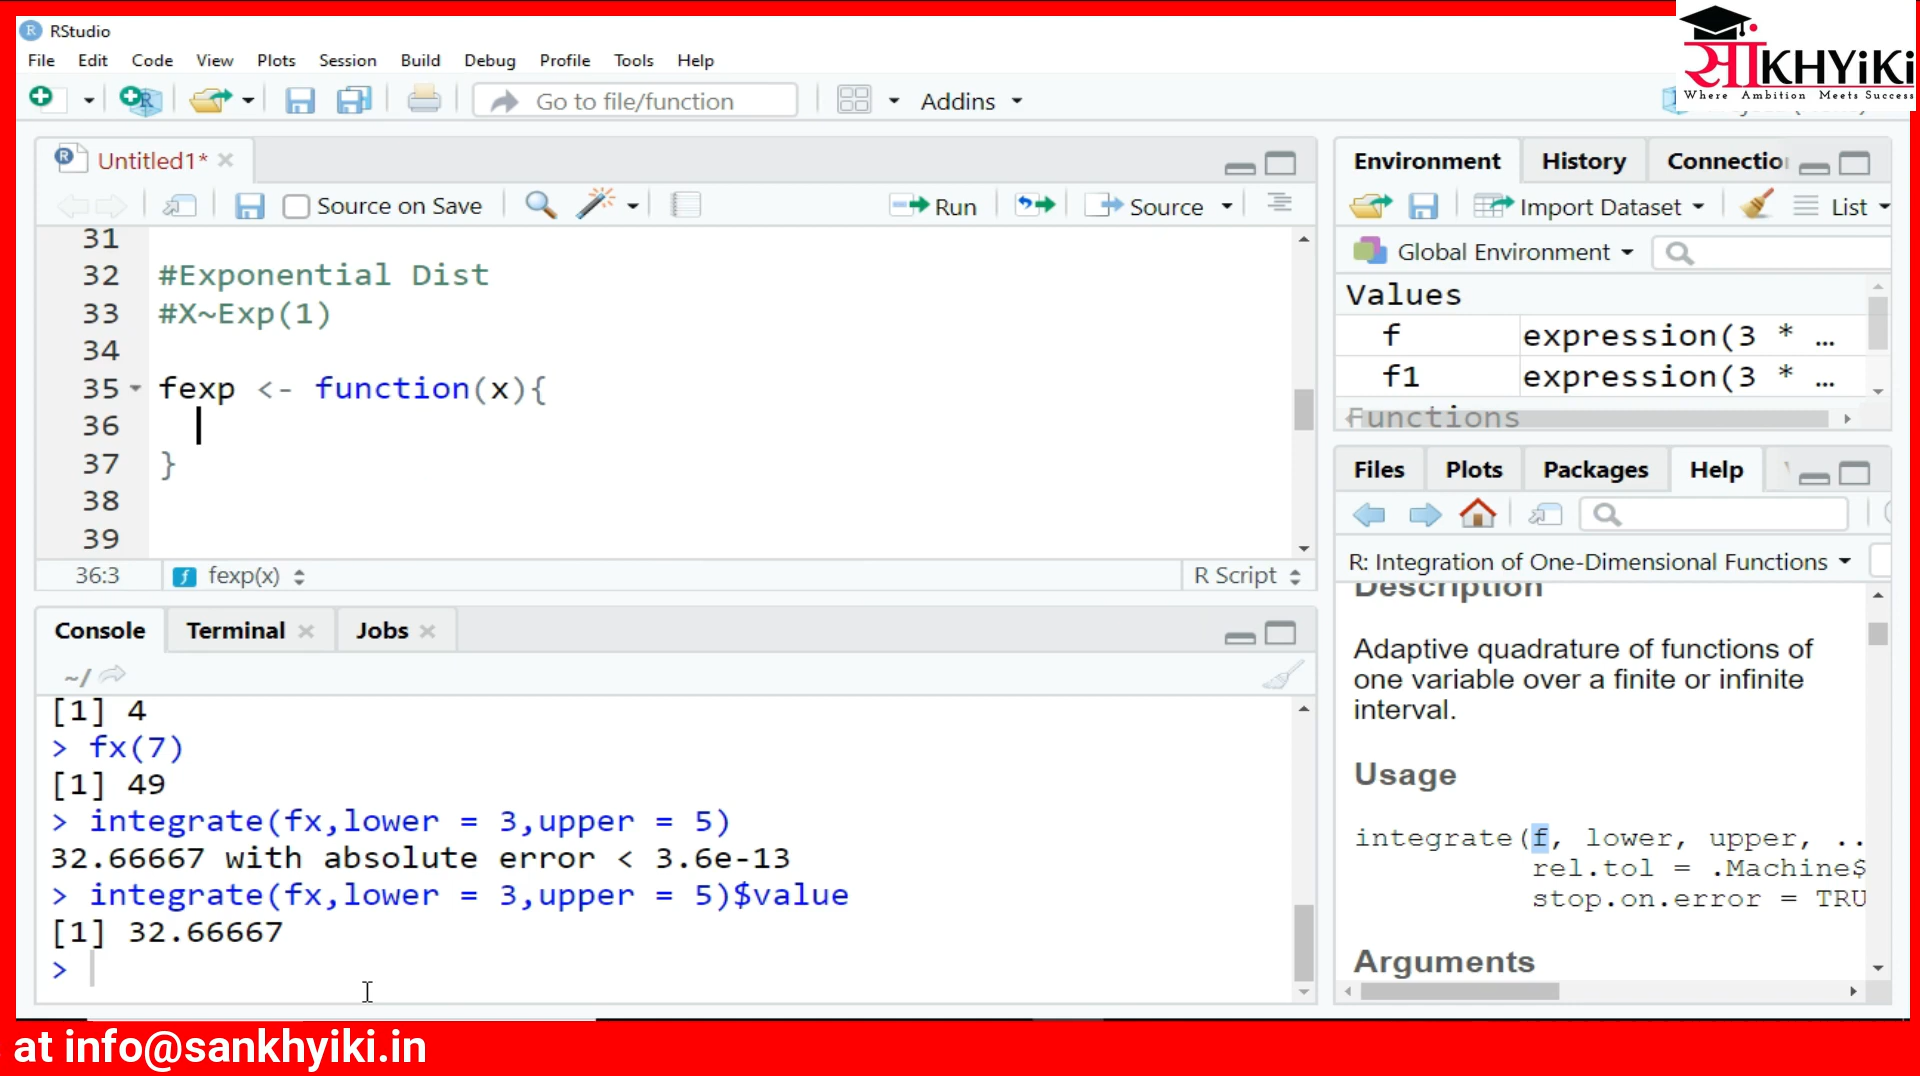 RStudio
File Edit Code View Plots Session Build Debug Profile Tools Help
Go to file/function Addins
सांKHYiKi
Where Ambition Meets Success
Untitled1*
Source on Save Run Source
31
32 #Exponential Dist
33 #X~Exp(1)
34
35 fexp <- function(x){
36
37 }
38
39
36:3 fexp(x) R Script
Console Terminal Jobs
~/
[1] 4
> fx(7)
[1] 49
> integrate(fx,lower = 3,upper = 5)
32.66667 with absolute error < 3.6e-13
> integrate(fx,lower = 3,upper = 5)$value
[1] 32.66667
>
Environment History Connectio
Import Dataset List
Global Environment
Values
f expression(3 * …
f1 expression(3 * …
Functions
Files Plots Packages Help
R: Integration of One-Dimensional Functions
Description
Adaptive quadrature of functions of
one variable over a finite or infinite
interval.
Usage
integrate(f, lower, upper, ..
rel.tol = .Machine$
stop.on.error = TRU
Arguments
at info@sankhyiki.in